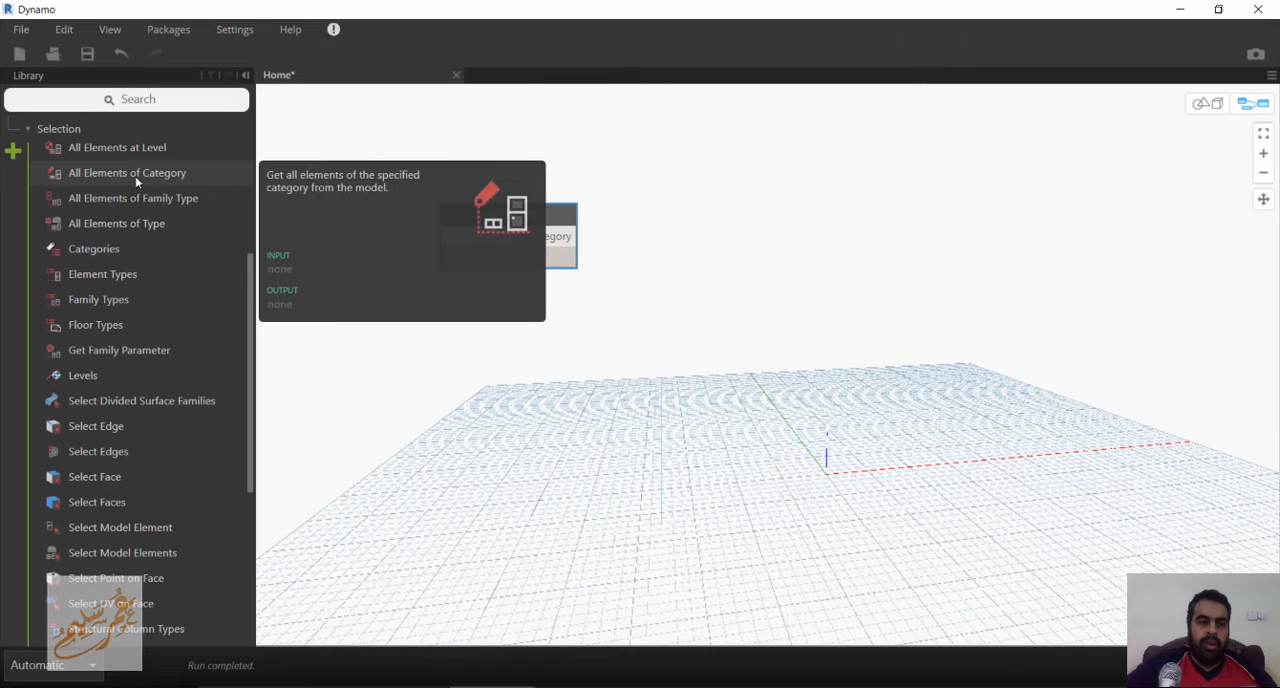 Dynamo
File Edit View Packages Settings Help
Library
Home*
Search
Selection
All Elements at Level
All Elements of Category
All Elements of Family Type
All Elements of Type
Categories
Element Types
Family Types
Floor Types
Get Family Parameter
Levels
Select Divided Surface Families
Select Edge
Select Edges
Select Face
Select Faces
Select Model Element
Select Model Elements
Select Point on Face
Select UV on Face
Structural Column Types
Get all elements of the specified
category from the model.
INPUT
none
OUTPUT
none
egory
Automatic
Run completed.